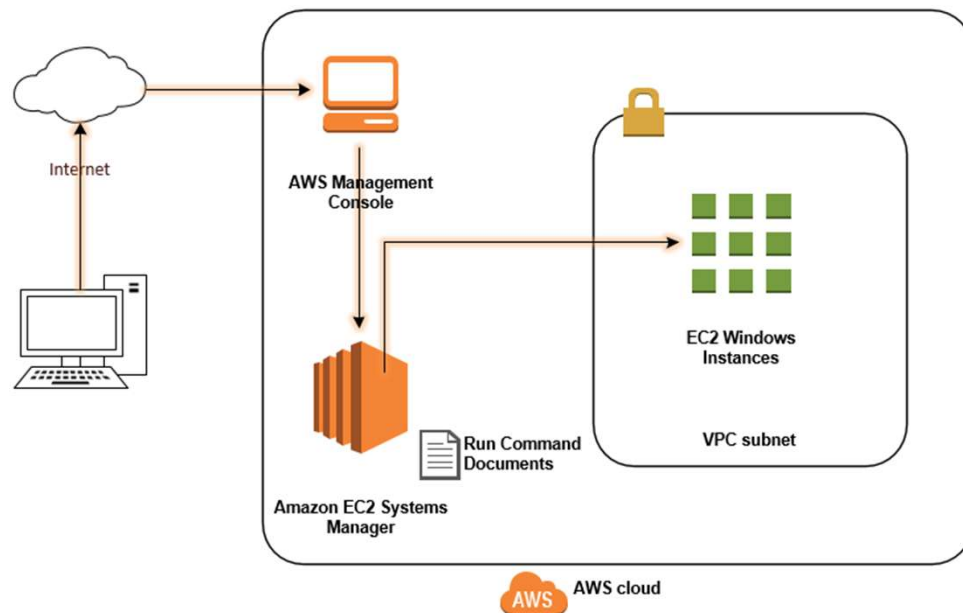 Internet
AWS Management
Console
EC2 Windows
Instances
VPC subnet
Run Command
Documents
Amazon EC2 Systems
Manager
AWS
AWS cloud